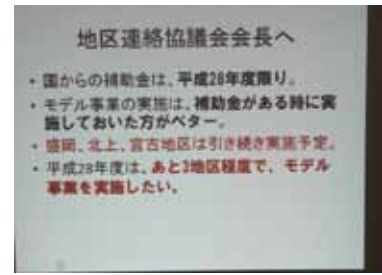 地区連絡協議会会長へ
・国からの補助金は、平成28年度限り。
・モデル事業の実施は、補助金がある時に実
施しておいた方がベター。
・盛岡、北上、宮古地区は引き続き実施予定。
・平成28年度は、あと3地区程度で、モデル
事業を実施したい。